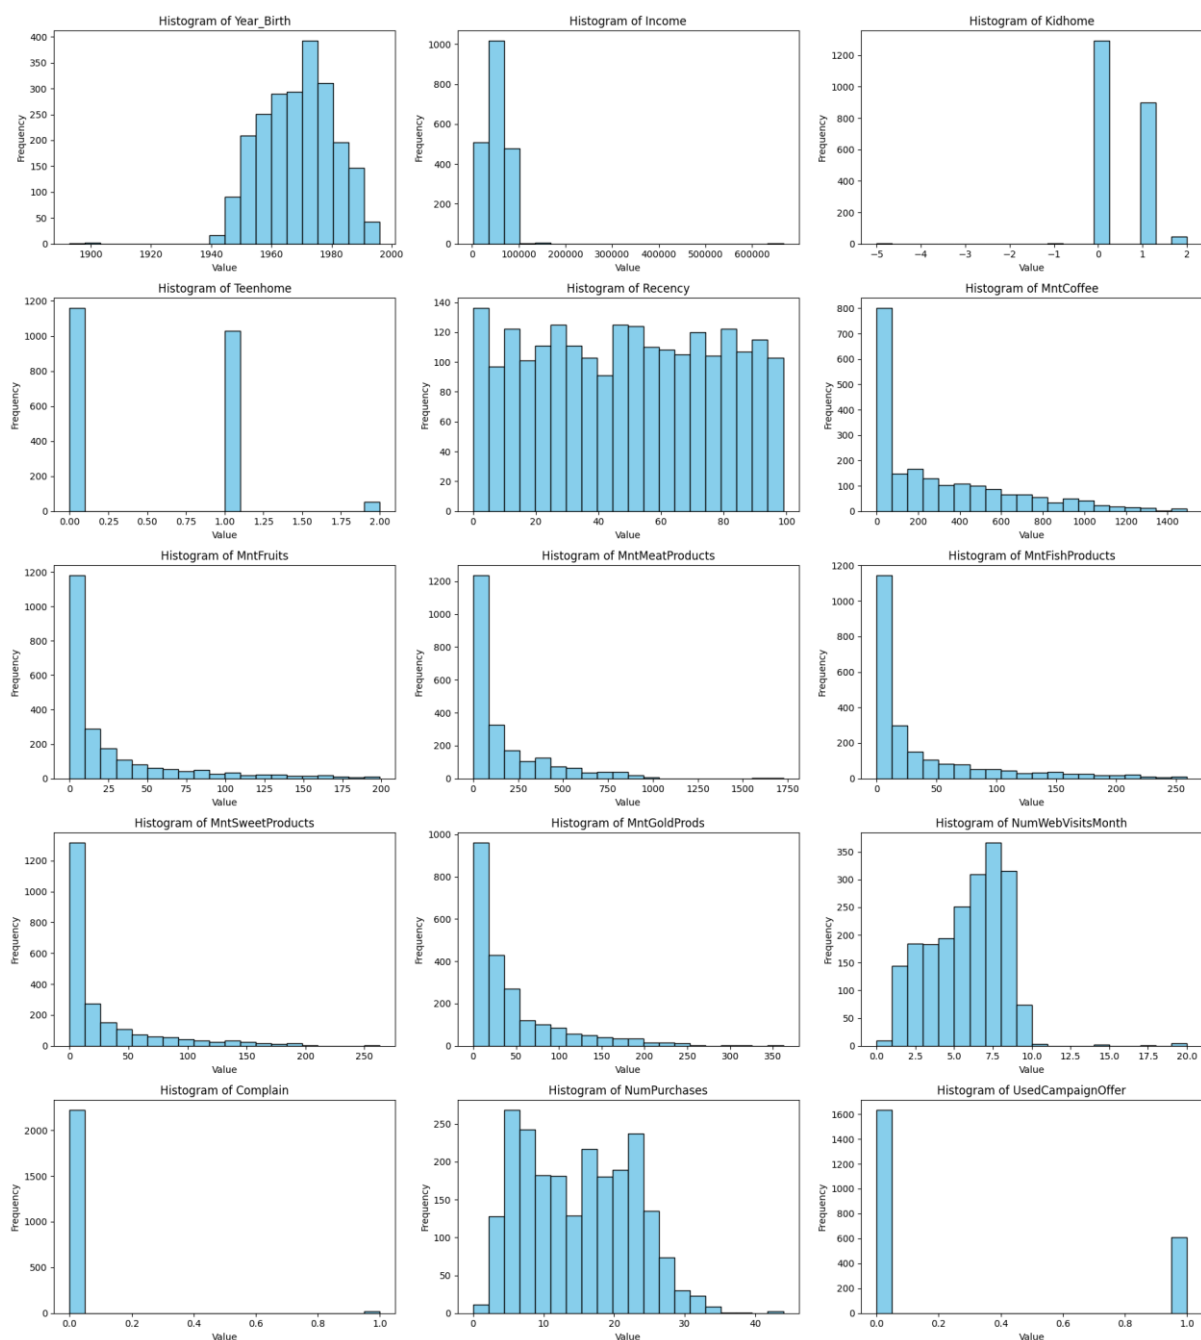 Histogram of Year_Birth
Frequency
400
350
300
250
200
150
100
50
0
1900 1920 1940 1960 1980 2000
Value
Histogram of Income
Frequency
1000
800
600
400
200
0
0 100000 200000 300000 400000 500000 600000
Value
Histogram of Kidhome
Frequency
1200
1000
800
600
400
200
0
−5 −4 −3 −2 −1 0 1 2
Value
Histogram of Teenhome
Frequency
1200
1000
800
600
400
200
0
0.00 0.25 0.50 0.75 1.00 1.25 1.50 1.75 2.00
Value
Histogram of Recency
Frequency
140
120
100
80
60
40
20
0
0 20 40 60 80 100
Value
Histogram of MntCoffee
Frequency
800
700
600
500
400
300
200
100
0
0 200 400 600 800 1000 1200 1400
Value
Histogram of MntFruits
Frequency
1200
1000
800
600
400
200
0
0 25 50 75 100 125 150 175 200
Value
Histogram of MntMeatProducts
Frequency
1200
1000
800
600
400
200
0
0 250 500 750 1000 1250 1500 1750
Value
Histogram of MntFishProducts
Frequency
1200
1000
800
600
400
200
0
0 50 100 150 200 250
Value
Histogram of MntSweetProducts
Frequency
1200
1000
800
600
400
200
0
0 50 100 150 200 250
Value
Histogram of MntGoldProds
Frequency
1000
800
600
400
200
0
0 50 100 150 200 250 300 350
Value
Histogram of NumWebVisitsMonth
Frequency
350
300
250
200
150
100
50
0
0.0 2.5 5.0 7.5 10.0 12.5 15.0 17.5 20.0
Value
Histogram of Complain
Frequency
2000
1500
1000
500
0
0.0 0.2 0.4 0.6 0.8 1.0
Value
Histogram of NumPurchases
Frequency
250
200
150
100
50
0
0 10 20 30 40
Value
Histogram of UsedCampaignOffer
Frequency
1600
1400
1200
1000
800
600
400
200
0
0.0 0.2 0.4 0.6 0.8 1.0
Value